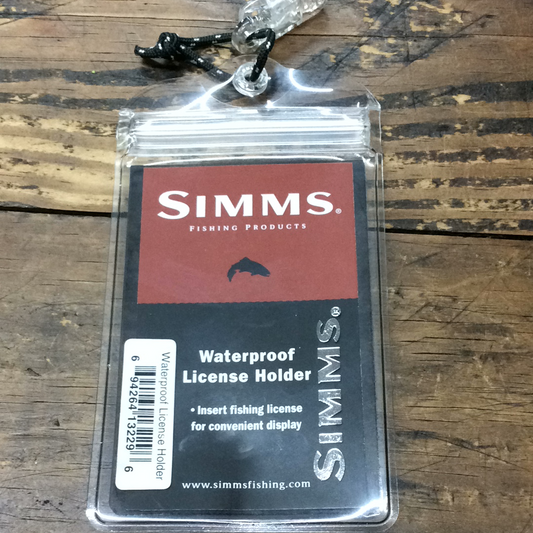 SIMMS®
FISHING PRODUCTS
Waterproof
License Holder
• Insert fishing license
for convenient display
www.simmsfishing.com
SIMMS®
Waterproof License Holder
6 94264 13229 6